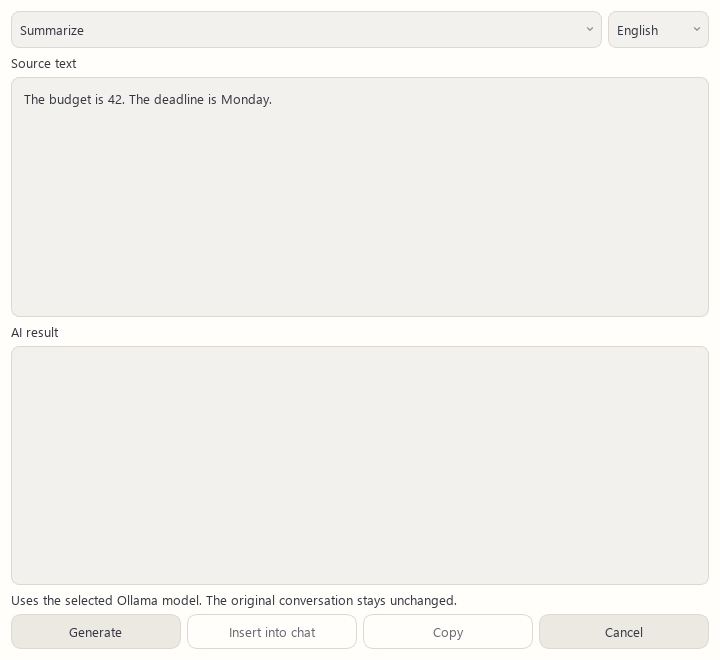 Summarize English
Source text
The budget is 42. The deadline is Monday.
AI result
Uses the selected Ollama model. The original conversation stays unchanged.
Generate Insert into chat Copy Cancel